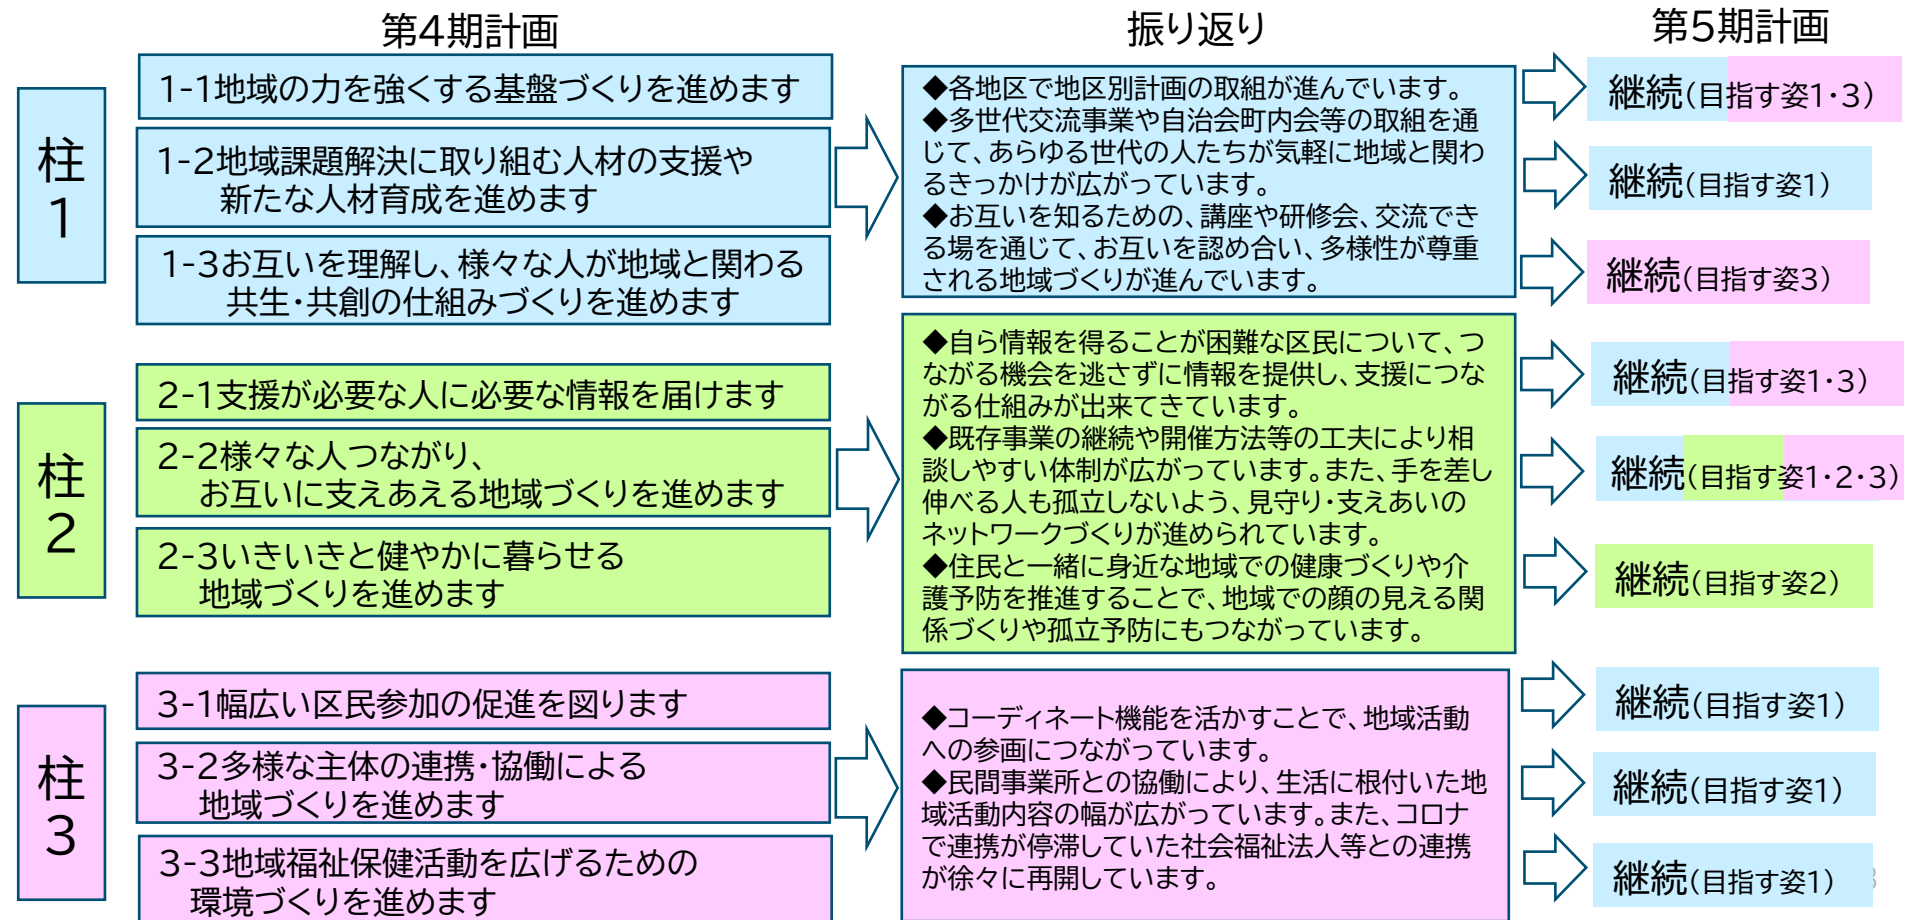 第4期計画
振り返り
第5期計画
柱
1
1-1地域の力を強くする基盤づくりを進めます
1-2地域課題解決に取り組む人材の支援や
新たな人材育成を進めます
1-3お互いを理解し、様々な人が地域と関わる
共生・共創の仕組みづくりを進めます
◆各地区で地区別計画の取組が進んでいます。
◆多世代交流事業や自治会町内会等の取組を通
じて、あらゆる世代の人たちが気軽に地域と関わ
るきっかけが広がっています。
◆お互いを知るための、講座や研修会、交流でき
る場を通じて、お互いを認め合い、多様性が尊重
される地域づくりが進んでいます。
継続(目指す姿1・3)
継続(目指す姿1)
継続(目指す姿3)
柱
2
2-1支援が必要な人に必要な情報を届けます
2-2様々な人つながり、
お互いに支えあえる地域づくりを進めます
2-3いきいきと健やかに暮らせる
地域づくりを進めます
◆自ら情報を得ることが困難な区民について、つ
ながる機会を逃さずに情報を提供し、支援につな
がる仕組みが出来てきています。
◆既存事業の継続や開催方法等の工夫により相
談しやすい体制が広がっています。また、手を差し
伸べる人も孤立しないよう、見守り・支えあいの
ネットワークづくりが進められています。
◆住民と一緒に身近な地域での健康づくりや介
護予防を推進することで、地域での顔の見える関
係づくりや孤立予防にもつながっています。
継続(目指す姿1・3)
継続(目指す姿1・2・3)
継続(目指す姿2)
柱
3
3-1幅広い区民参加の促進を図ります
3-2多様な主体の連携・協働による
地域づくりを進めます
3-3地域福祉保健活動を広げるための
環境づくりを進めます
◆コーディネート機能を活かすことで、地域活動
への参画につながっています。
◆民間事業所との協働により、生活に根付いた地
域活動内容の幅が広がっています。また、コロナ
で連携が停滞していた社会福祉法人等との連携
が徐々に再開しています。
継続(目指す姿1)
継続(目指す姿1)
継続(目指す姿1)